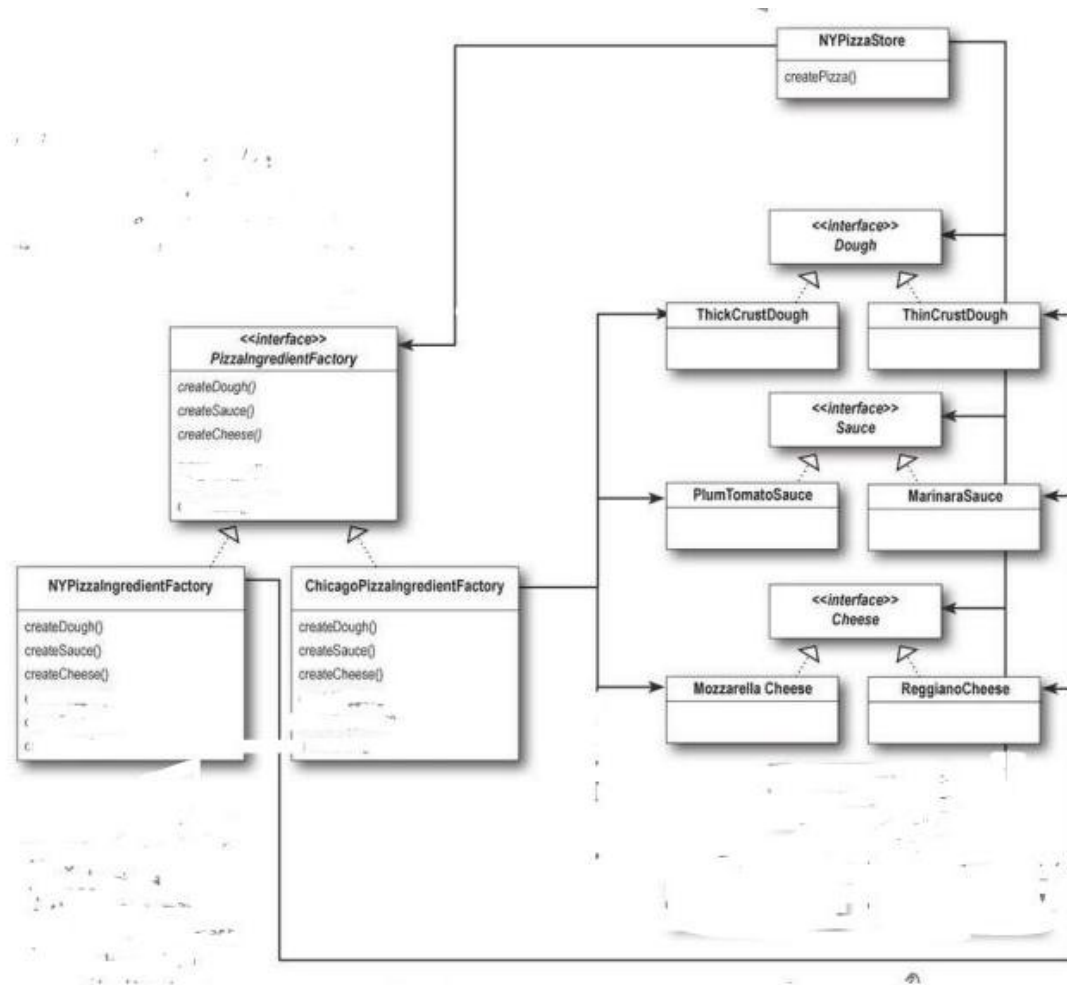 NYPizzaStore
createPizza()
<<interface>>
Dough
ThickCrustDough
ThinCrustDough
<<interface>>
PizzaIngredientFactory
createDough()
createSauce()
createCheese()
<<interface>>
Sauce
PlumTomatoSauce
MarinaraSauce
NYPizzaIngredientFactory
createDough()
createSauce()
createCheese()
ChicagoPizzaIngredientFactory
createDough()
createSauce()
createCheese()
<<interface>>
Cheese
Mozzarella Cheese
ReggianoCheese